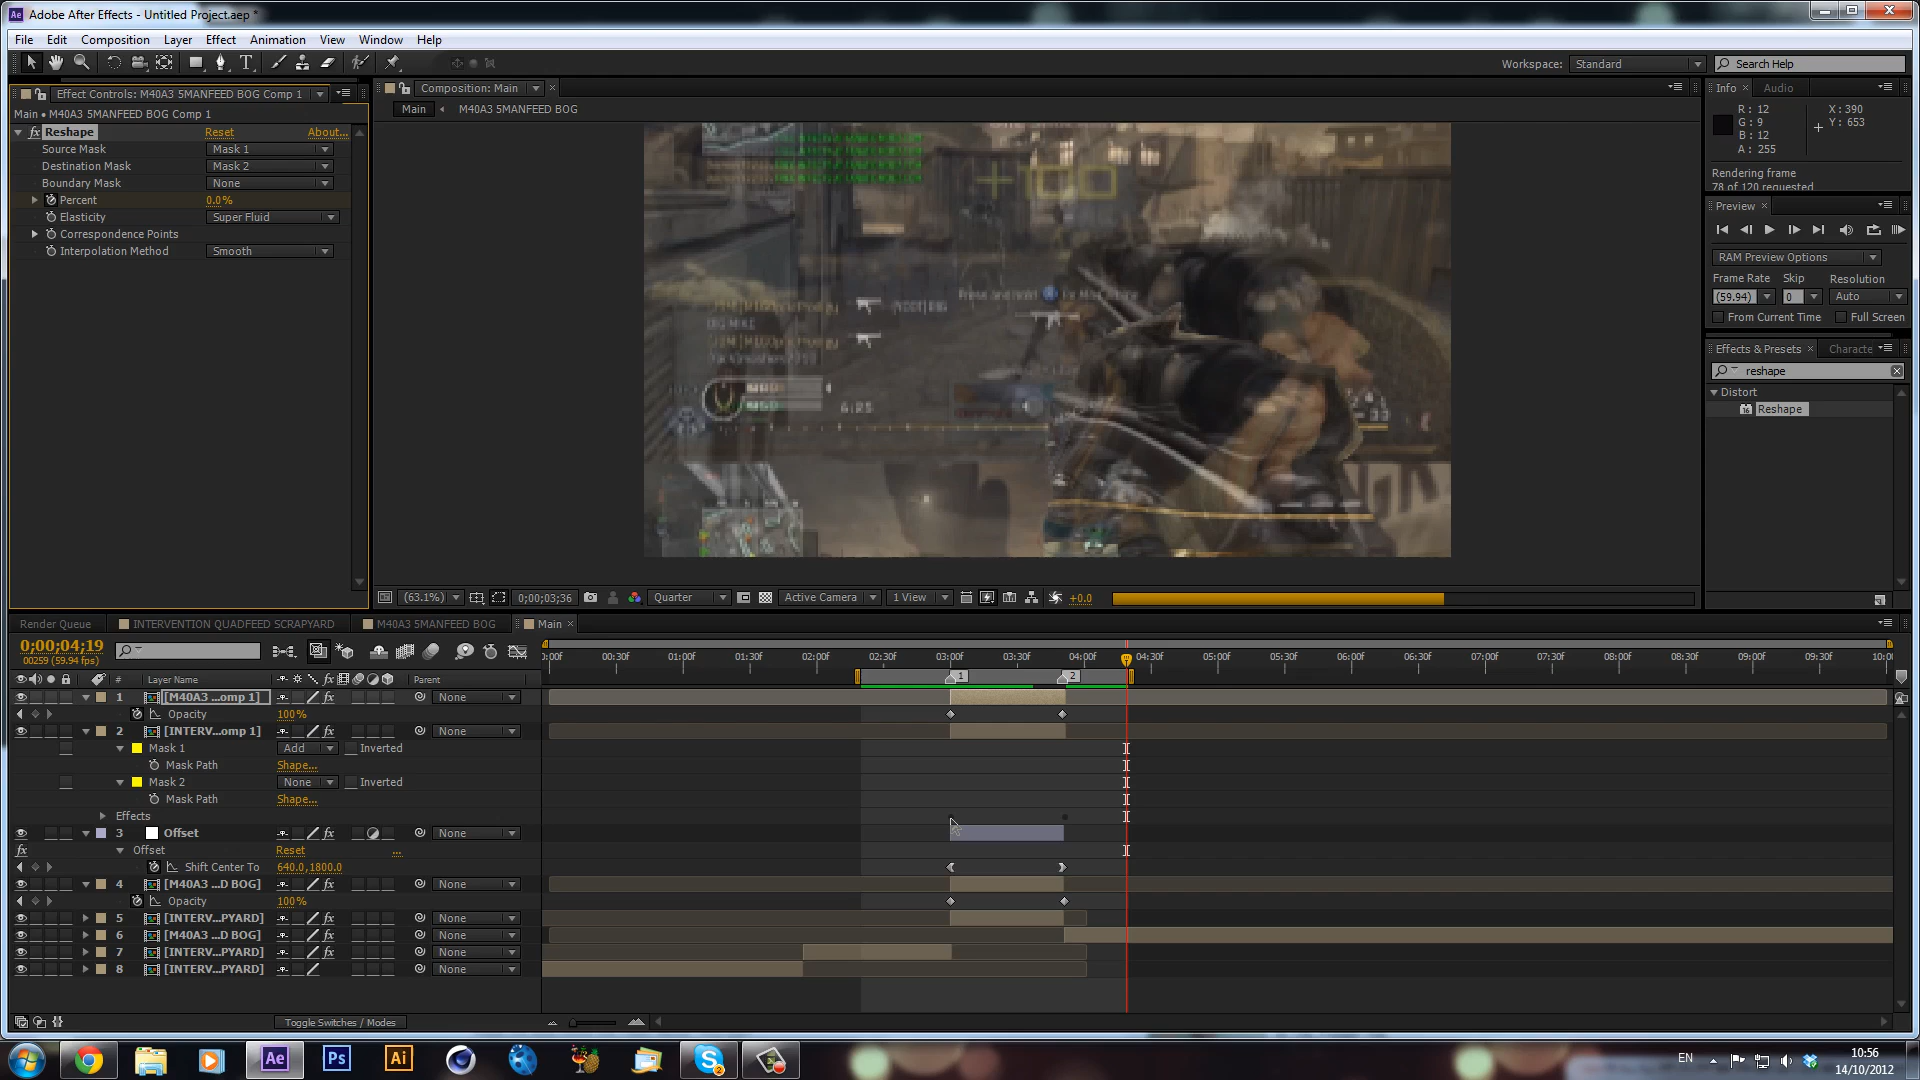 Adobe After Effects - Untitled Project.aep *
File Edit Composition Layer Effect Animation View Window Help
Workspace: Standard
Search Help
Effect Controls: M40A3 5MANFEED BOG Comp 1
Main • M40A3 5MANFEED BOG Comp 1
fx Reshape Reset About...
Source Mask Mask 1
Destination Mask Mask 2
Boundary Mask None
Percent 0.0%
Elasticity Super Fluid
Correspondence Points
Interpolation Method Smooth
Composition: Main
Main M40A3 5MANFEED BOG
+100
6:25
(63.1%) 0;00;03;36 Quarter Active Camera 1 View +0.0
Info Audio
R: 12 X: 390
G: 9 Y: 653
B: 12
A: 255
Rendering frame
78 of 120 requested
Preview
RAM Preview Options
Frame Rate Skip Resolution
(59.94) 0 Auto
From Current Time Full Screen
Effects & Presets Characte
reshape
Distort
Reshape
Render Queue INTERVENTION QUADFEED SCRAPYARD M40A3 5MANFEED BOG Main
0;00;04;19
00259 (59.94 fps)
0:00f 00:30f 01:00f 01:30f 02:00f 02:30f 03:00f 03:30f 04:00f 04:30f 05:00f 05:30f 06:00f 06:30f 07:00f 07:30f 08:00f 08:30f 09:00f 09:30f 10:00
# Layer Name Parent 1 2
1 [M40A3 ...omp 1] None
Opacity 100%
2 [INTERV...omp 1] None
Mask 1 Add Inverted
Mask Path Shape...
Mask 2 None Inverted
Mask Path Shape...
Effects
3 Offset None
fx Offset Reset ...
Shift Center To 640.0,1800.0
4 [M40A3 ...D BOG] None
Opacity 100%
5 [INTERV...PYARD] None
6 [M40A3 ...D BOG] None
7 [INTERV...PYARD] None
8 [INTERV...PYARD] None
Toggle Switches / Modes
Ae Ps Ai 2
EN
10:56
14/10/2012